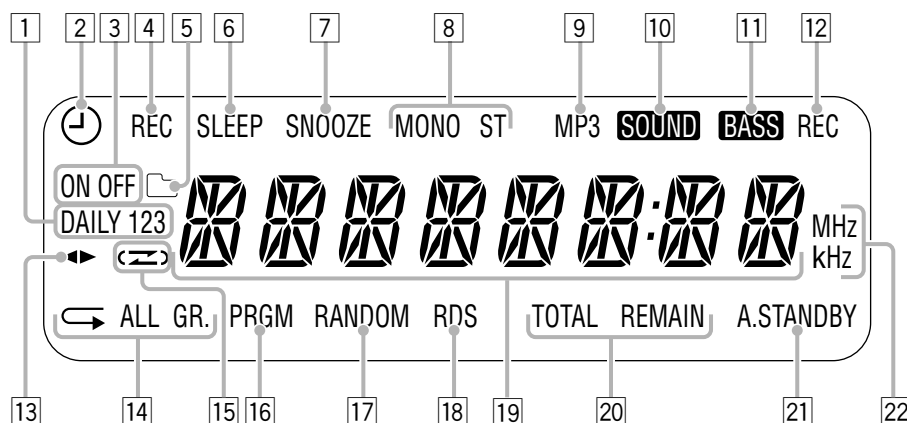 1 2 3 4 5 6 7 8 9 10 11 12
REC SLEEP SNOOZE MONO ST MP3 SOUND BASS REC
ON OFF
DAILY 123
MHz
kHz
ALL GR. PRGM RANDOM RDS TOTAL REMAIN A.STANDBY
13 14 15 16 17 18 19 20 21 22